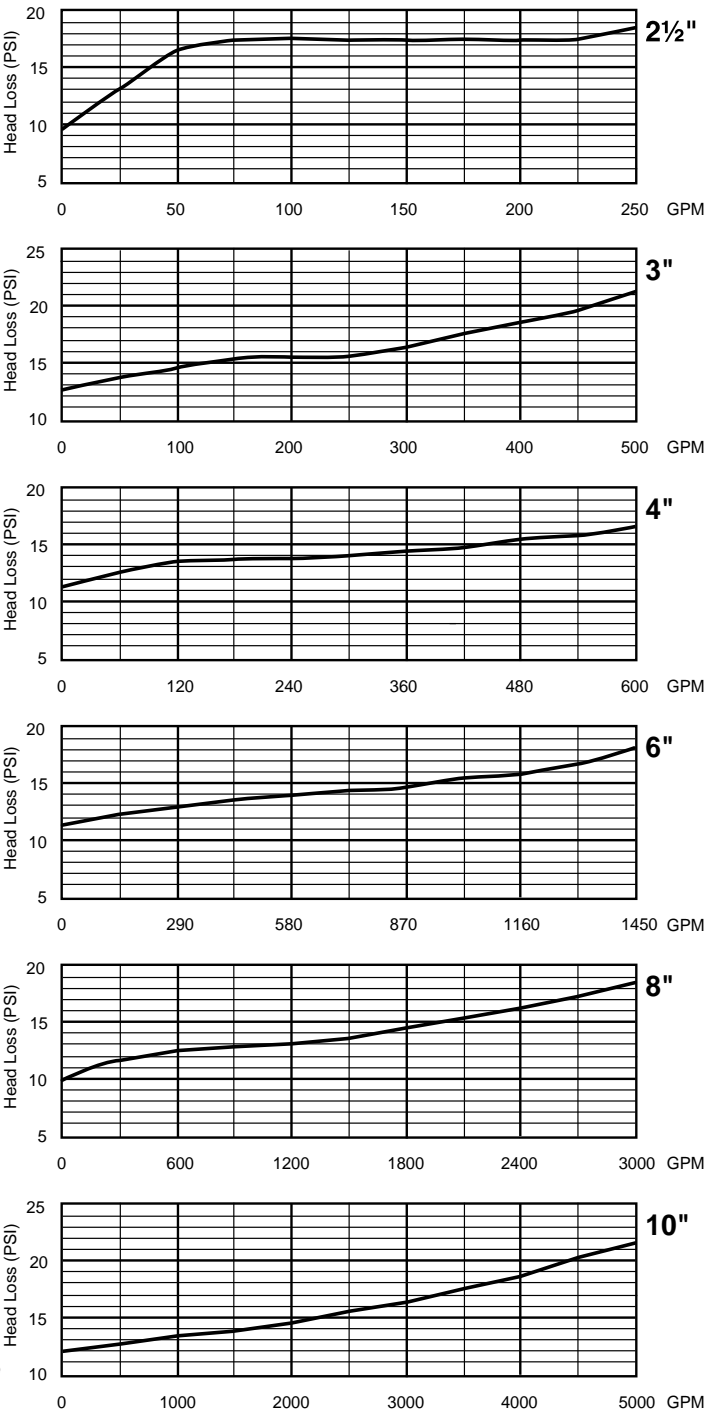 20
2½"
15
Head Loss (PSI)
10
5
0 50 100 150 200 250 GPM
25
3"
20
Head Loss (PSI)
15
10
0 100 200 300 400 500 GPM
20
4"
15
Head Loss (PSI)
10
5
0 120 240 360 480 600 GPM
20
6"
15
Head Loss (PSI)
10
5
0 290 580 870 1160 1450 GPM
20
8"
15
Head Loss (PSI)
10
5
0 600 1200 1800 2400 3000 GPM
25
10"
20
Head Loss (PSI)
15
10
0 1000 2000 3000 4000 5000 GPM